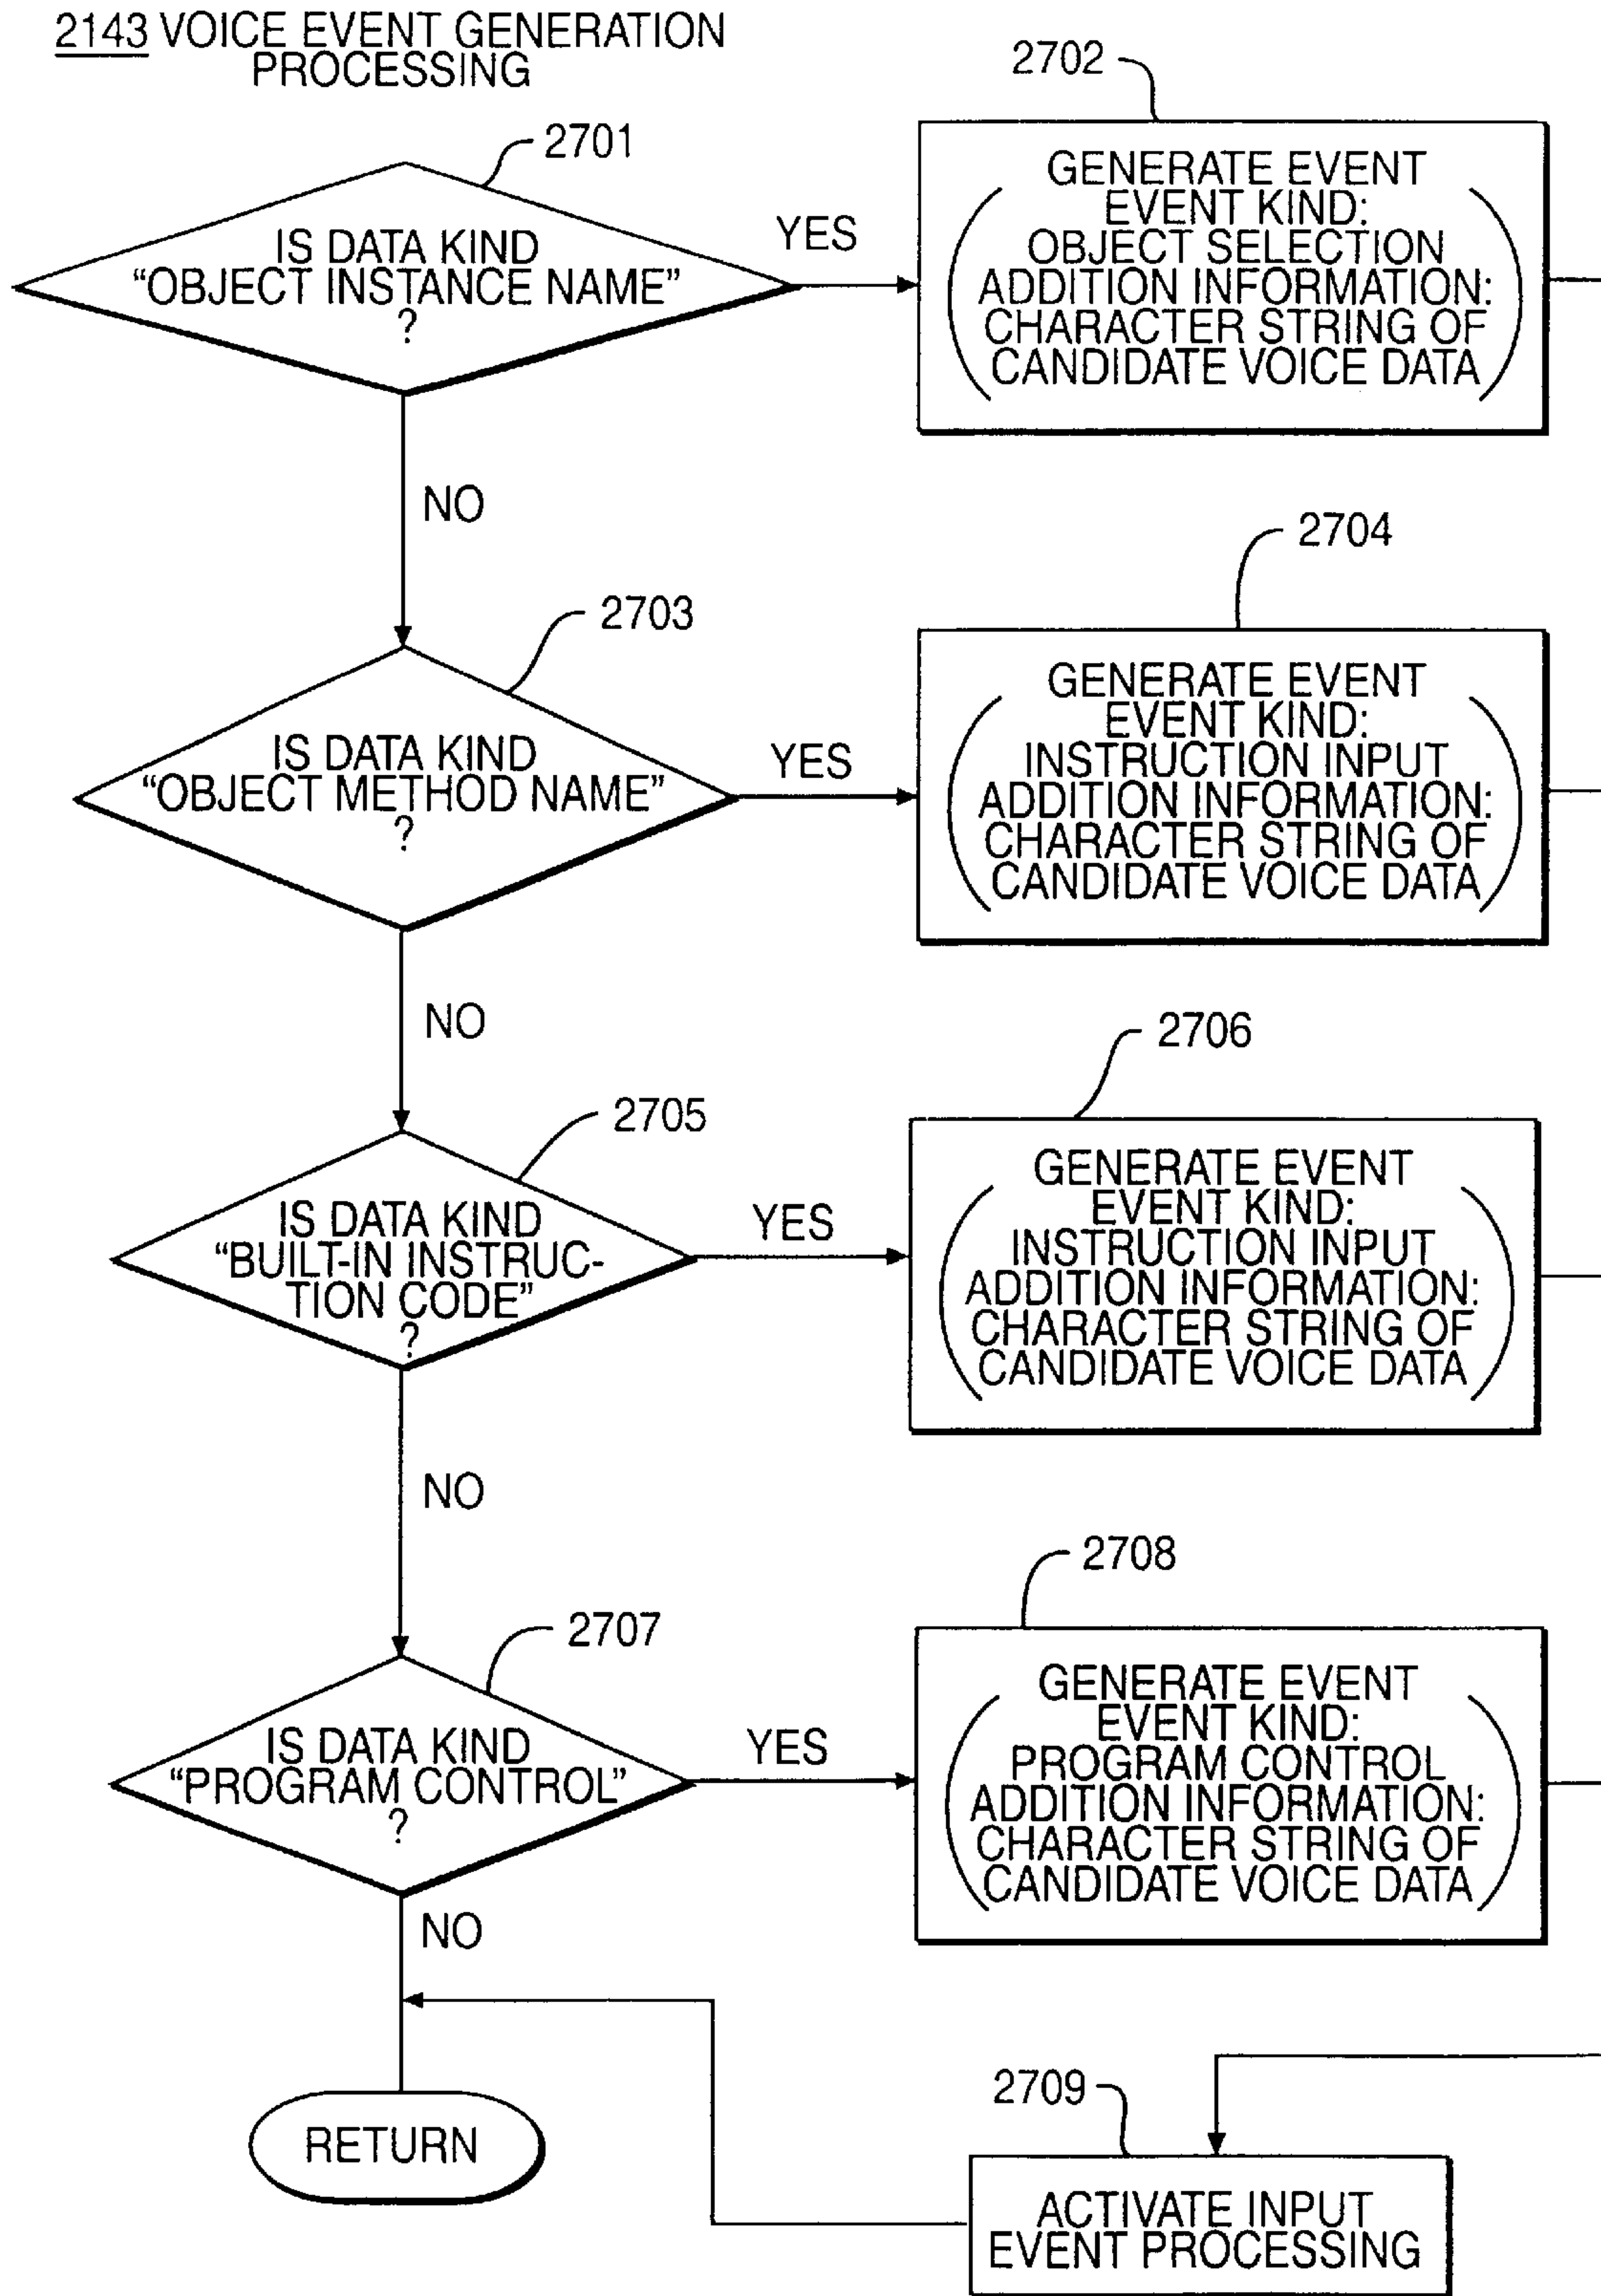 2143 VOICE EVENT GENERATION
PROCESSING
2701
IS DATA KIND
“OBJECT INSTANCE NAME”
?
YES
2702
GENERATE EVENT
EVENT KIND:
OBJECT SELECTION
ADDITION INFORMATION:
CHARACTER STRING OF
CANDIDATE VOICE DATA
NO
2703
IS DATA KIND
“OBJECT METHOD NAME”
?
YES
2704
GENERATE EVENT
EVENT KIND:
INSTRUCTION INPUT
ADDITION INFORMATION:
CHARACTER STRING OF
CANDIDATE VOICE DATA
NO
2705
IS DATA KIND
“BUILT-IN INSTRUC-
TION CODE”
?
YES
2706
GENERATE EVENT
EVENT KIND:
INSTRUCTION INPUT
ADDITION INFORMATION:
CHARACTER STRING OF
CANDIDATE VOICE DATA
NO
2707
IS DATA KIND
“PROGRAM CONTROL”
?
YES
2708
GENERATE EVENT
EVENT KIND:
PROGRAM CONTROL
ADDITION INFORMATION:
CHARACTER STRING OF
CANDIDATE VOICE DATA
NO
RETURN
2709
ACTIVATE INPUT
EVENT PROCESSING